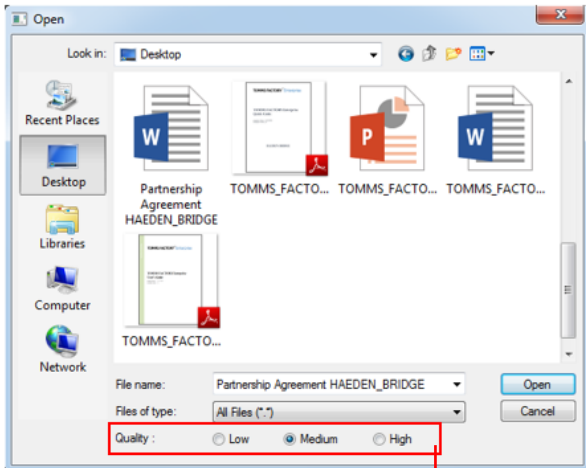 Open
Look in:
Desktop
Recent Places
Desktop
Libraries
Computer
Network
W
P
W
Partnership
Agreement
HAEDEN_BRIDGE
TOMMS_FACTO...
TOMMS_FACTO...
TOMMS_FACTO...
TOMMS_FACTO...
File name:
Partnership Agreement HAEDEN_BRIDGE
Open
Files of type:
All Files (*.*)
Cancel
Quality :
Low
Medium
High